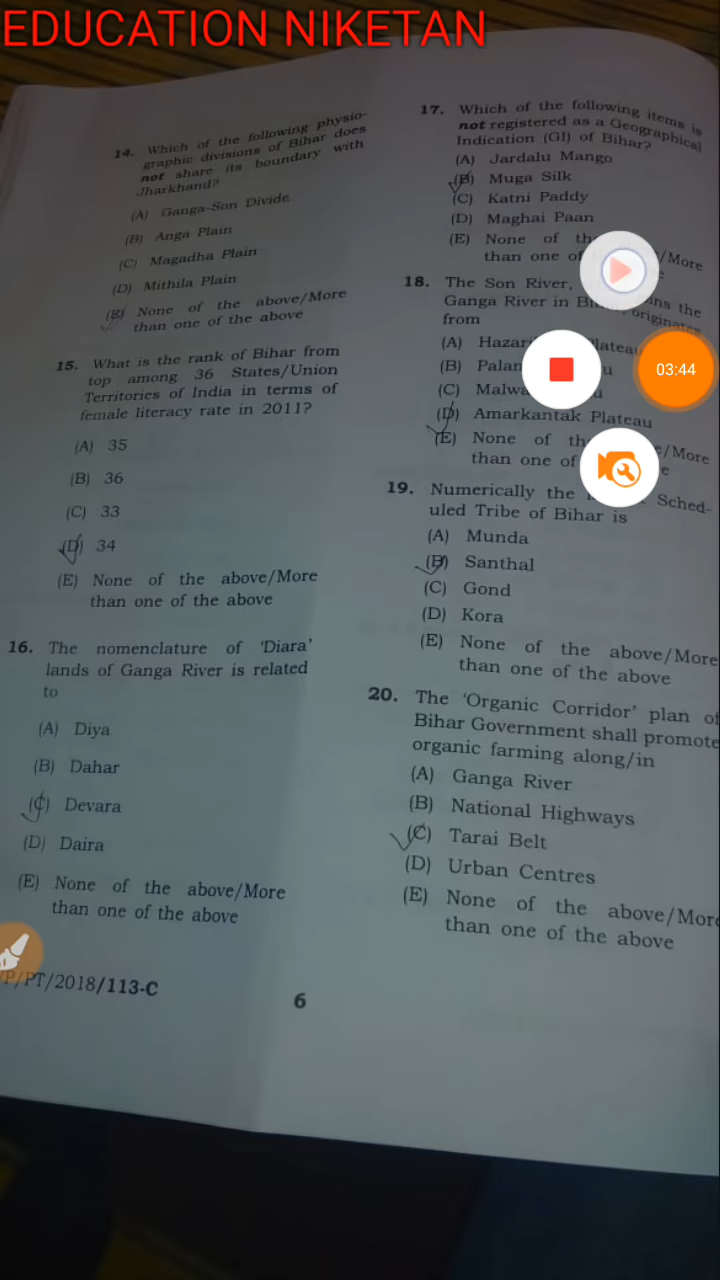 EDUCATION NIKETAN
14. Which of the following physio-
graphic divisions of Bihar does
not share its boundary with
Jharkhand?
(A) Ganga-Son Divide
(B) Anga Plain
(C) Magadha Plain
(D) Mithila Plain
(E) None of the above/More
than one of the above
15. What is the rank of Bihar from
top among 36 States/Union
Territories of India in terms of
female literacy rate in 2011?
(A) 35
(B) 36
(C) 33
(D) 34
(E) None of the above/More
than one of the above
16. The nomenclature of 'Diara'
lands of Ganga River is related
to
(A) Diya
(B) Dahar
(C) Devara
(D) Daira
(E) None of the above/More
than one of the above
P/PT/2018/113-C
6
17. Which of the following items is
not registered as a Geographical
Indication (GI) of Bihar?
(A) Jardalu Mango
(B) Muga Silk
(C) Katni Paddy
(D) Maghai Paan
(E) None of /More
than one of
18. The Son River, the
Ganga River in originates
from
(A)
(B)
(C)
(D) Amarkantak Plateau
(E) None of /More
than one of
19. Numerically the Sched-
uled Tribe of Bihar is
(A) Munda
(B) Santhal
(C) Gond
(D) Kora
(E) None of the above/More
than one of the above
20. The 'Organic Corridor' plan of
Bihar Government shall promote
organic farming along/in
(A) Ganga River
(B) National Highways
(C) Tarai Belt
(D) Urban Centres
(E) None of the above/More
than one of the above
03:44